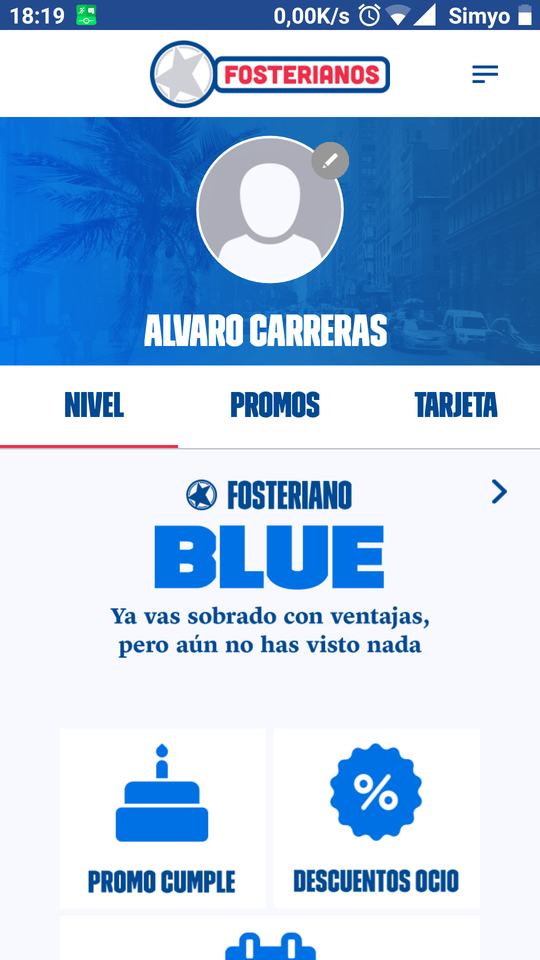 18:19 0,00K/s Simyo
FOSTERIANOS
ALVARO CARRERAS
NIVEL PROMOS TARJETA
FOSTERIANO
BLUE
Ya vas sobrado con ventajas,
pero aún no has visto nada
%
PROMO CUMPLE DESCUENTOS OCIO